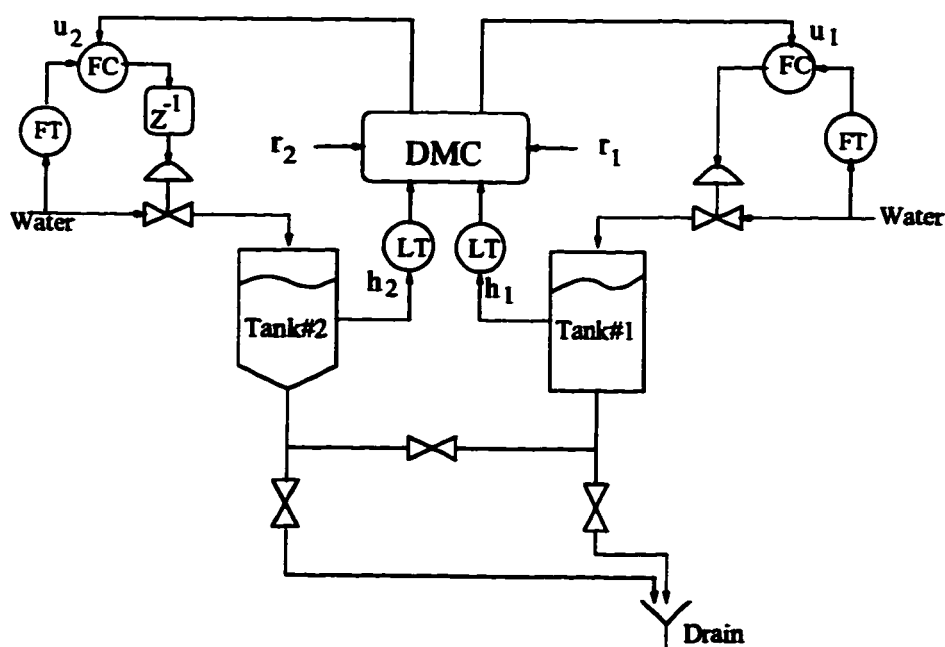 u2
u1
FC
FC
Z-1
FT
FT
r2
DMC
r1
Water
Water
LT
LT
h2
h1
Tank#2
Tank#1
Drain